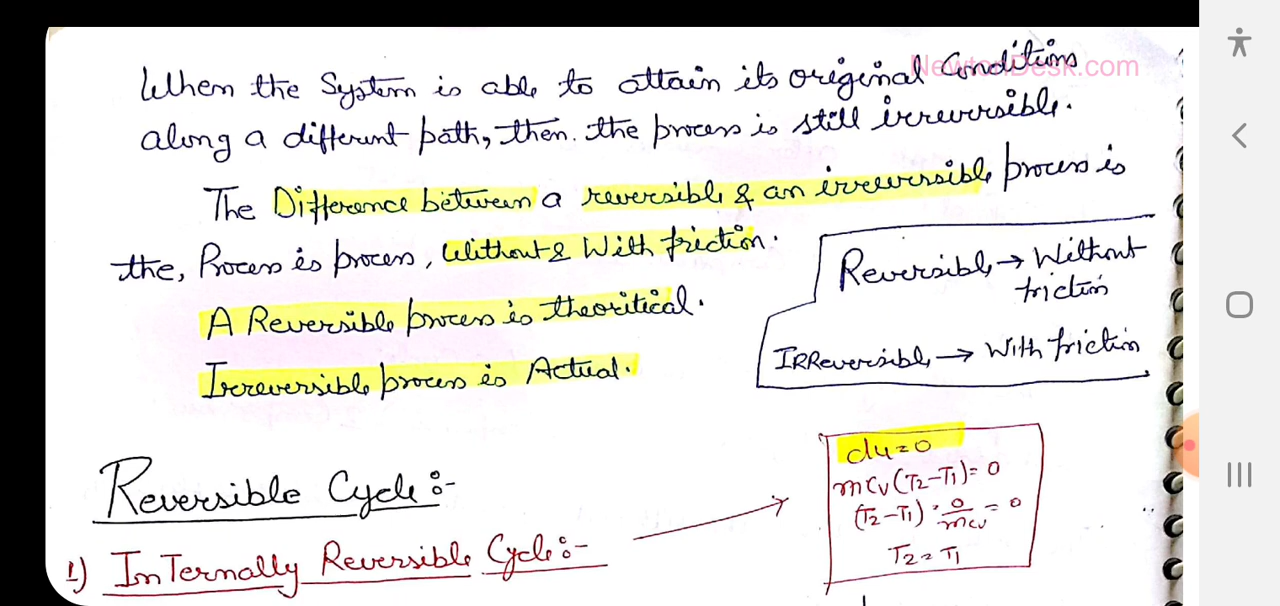 NewtonDesk.com
When the System is able to attain its original Conditions
along a different path, then. the process is still irreversible.
The Difference between a reversible & an irreversible process is
the, Process is process, Without & With friction.
A Reversible process is theoritical.
Irreversible process is Actual.
Reversible → Without
friction
IRReversible → With friction
Reversible Cycle:-
1) InTernally Reversible Cycle:-
du=0
mCv(T2-T1)=0
(T2-T1) = 0/mcv = 0
T2=T1